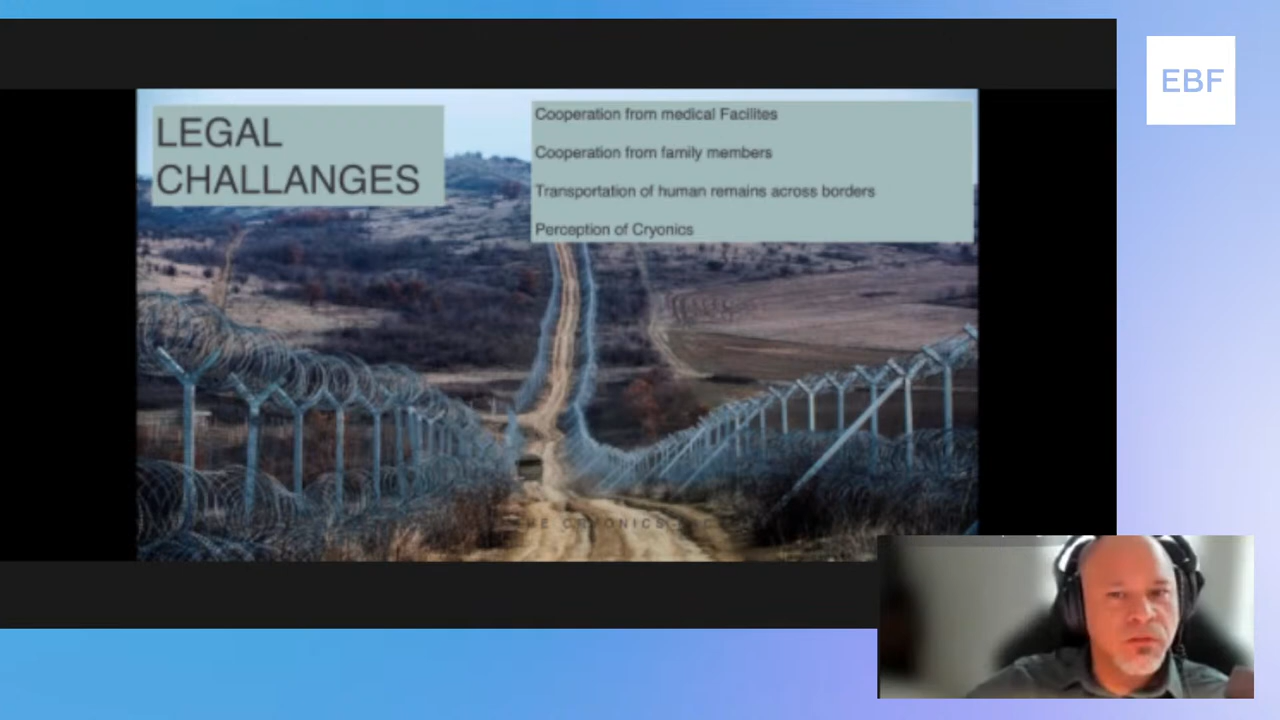 EBF
LEGAL
CHALLANGES
Cooperation from medical Facilites
Cooperation from family members
Transportation of human remains across borders
Perception of Cryonics
CRYONICS